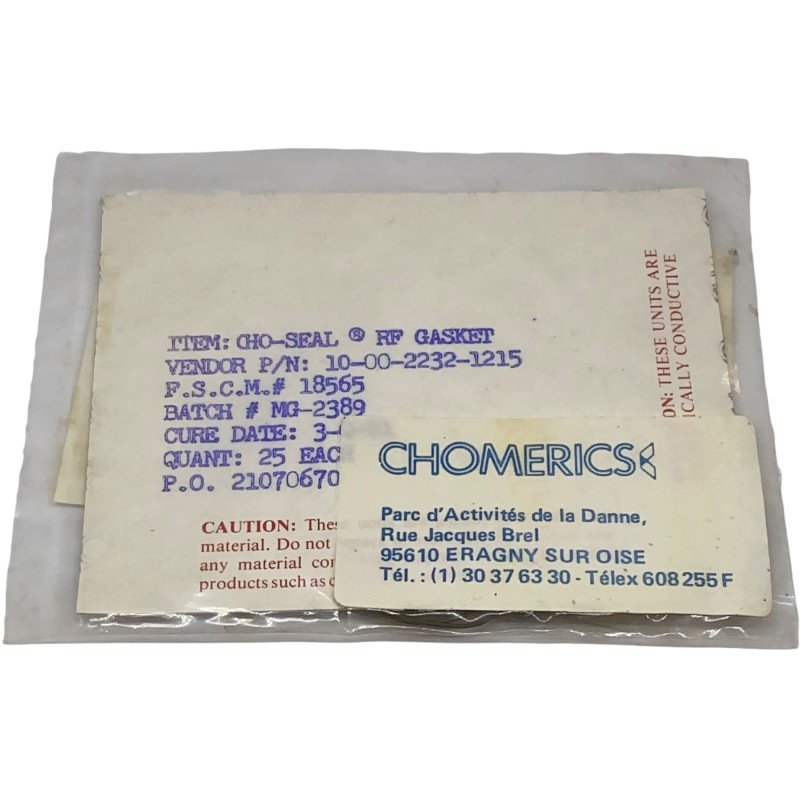 ITEM: CHO-SEAL ® RF GASKET
VENDOR P/N: 10-00-2232-1215
F.S.C.M.# 18565
BATCH # MG-2389
CURE DATE: 3-
QUANT: 25 EACH
P.O. 21070670
CAUTION: These
material. Do not
any material con
products such as
ON: THESE UNITS ARE
ICALLY CONDUCTIVE
CHOMERICS
Parc d'Activités de la Danne,
Rue Jacques Brel
95610 ERAGNY SUR OISE
Tél. : (1) 30 37 63 30 - Télex 608 255 F